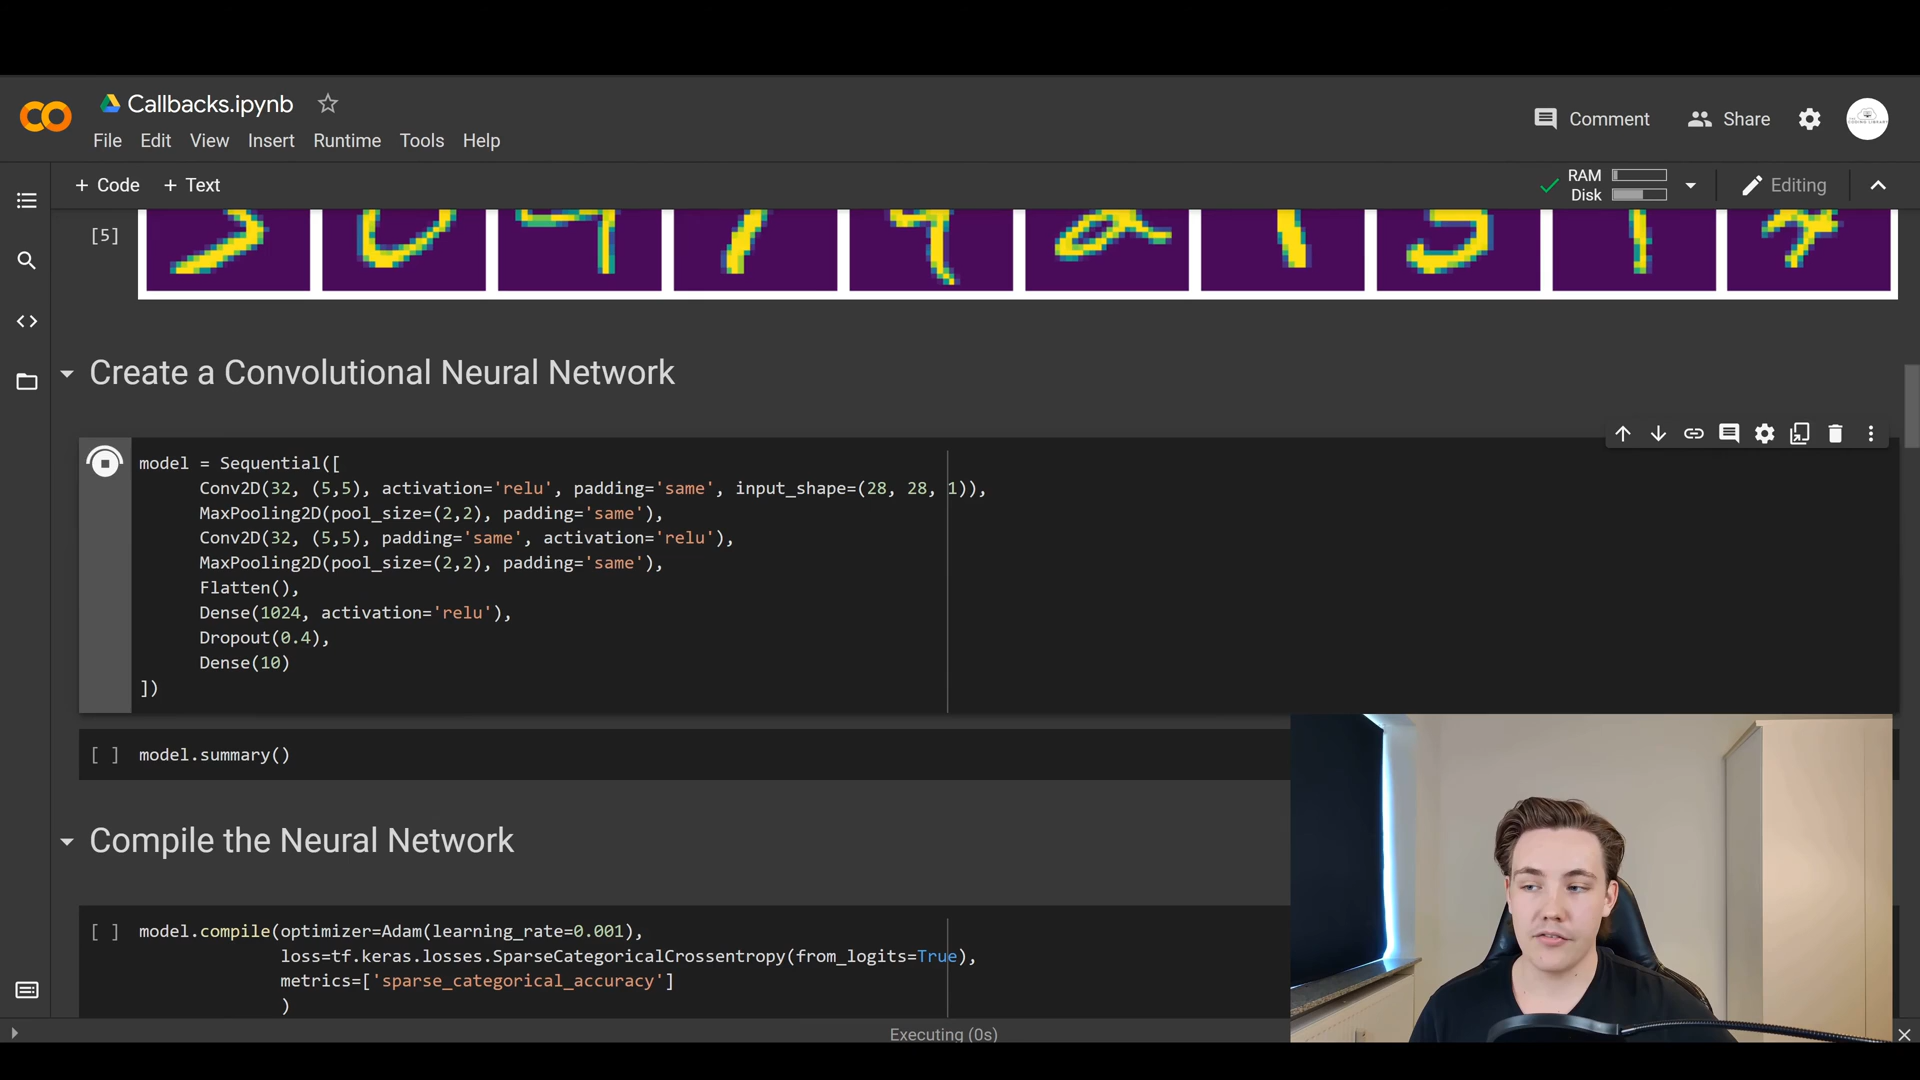 Callbacks.ipynb
File Edit View Insert Runtime Tools Help
Comment Share
+ Code + Text
RAM
Disk
Editing
[5]
Create a Convolutional Neural Network
model = Sequential([
Conv2D(32, (5,5), activation='relu', padding='same', input_shape=(28, 28, 1)),
MaxPooling2D(pool_size=(2,2), padding='same'),
Conv2D(32, (5,5), padding='same', activation='relu'),
MaxPooling2D(pool_size=(2,2), padding='same'),
Flatten(),
Dense(1024, activation='relu'),
Dropout(0.4),
Dense(10)
])
[ ] model.summary()
Compile the Neural Network
[ ] model.compile(optimizer=Adam(learning_rate=0.001),
loss=tf.keras.losses.SparseCategoricalCrossentropy(from_logits=True),
metrics=['sparse_categorical_accuracy']
)
Executing (0s)